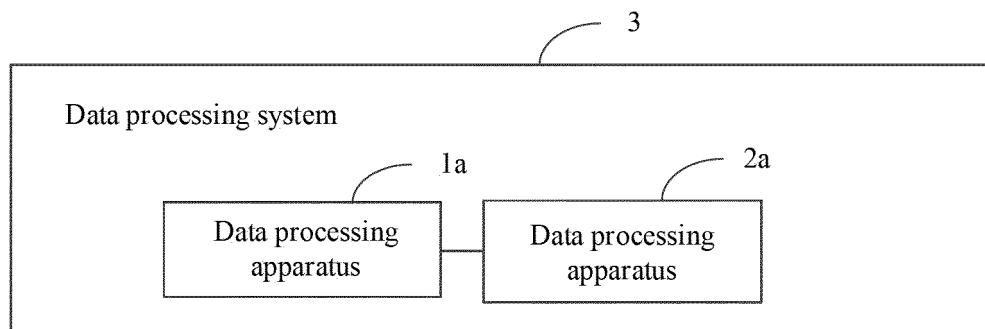 3
Data processing system
1a
2a
Data processing
apparatus
Data processing
apparatus